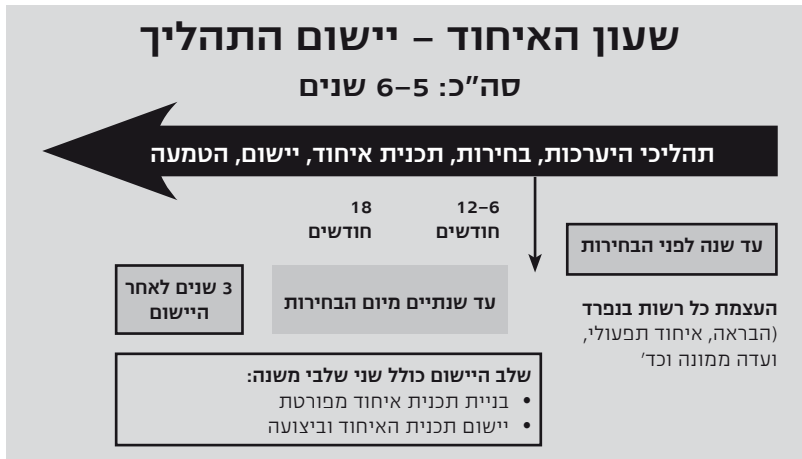 שעון האיחוד – יישום התהליך
סה"כ: 5–6 שנים
תהליכי היערכות, בחירות, תכנית איחוד, יישום, הטמעה
עד שנה לפני הבחירות
העצמת כל רשות בנפרד
(הבראה, איחוד תפעולי,
ועדה ממונה וכד'
6–12
חודשים
18
חודשים
עד שנתיים מיום הבחירות
3 שנים לאחר
היישום
שלב היישום כולל שני שלבי משנה:
• בניית תכנית איחוד מפורטת
• יישום תכנית האיחוד וביצועה